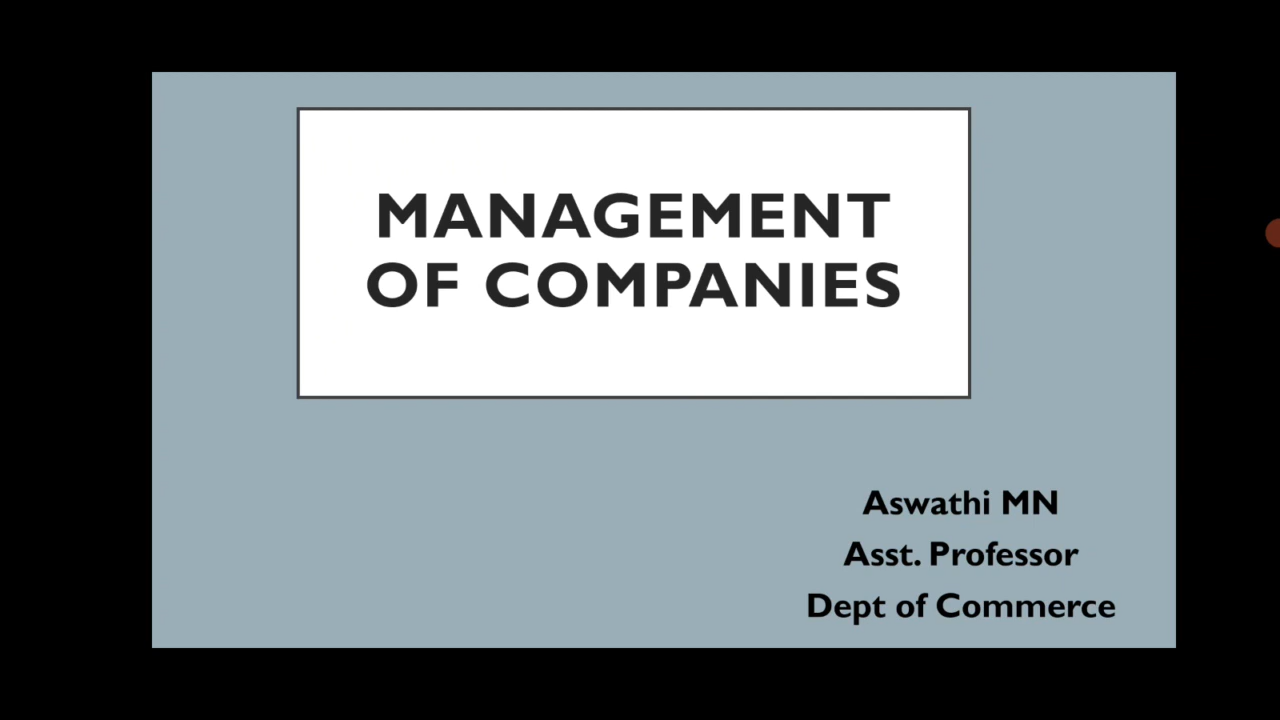 MANAGEMENT
OF COMPANIES
Aswathi MN
Asst. Professor
Dept of Commerce